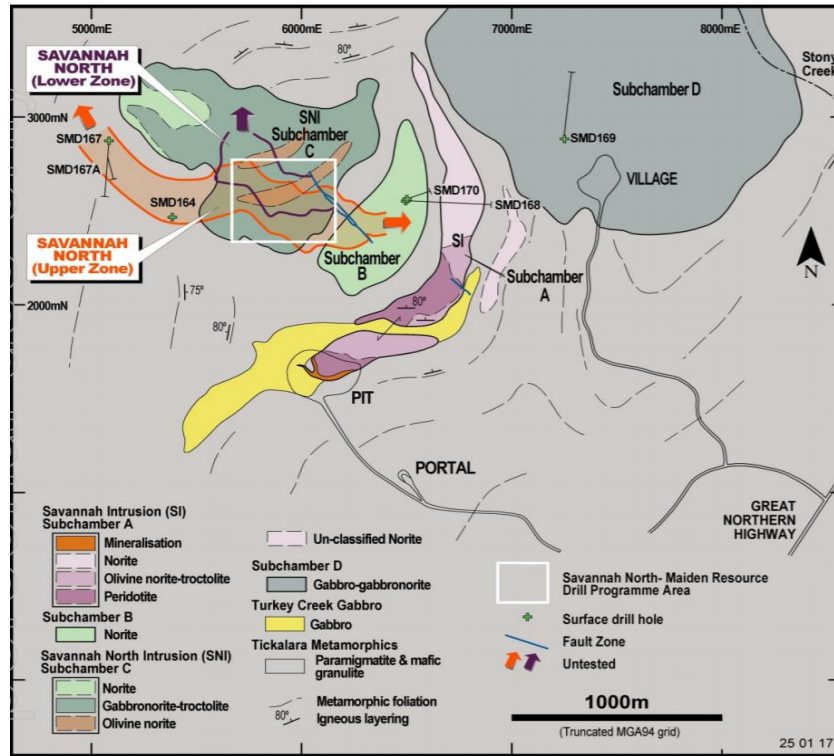 5000mE
6000mE
7000mE
8000mE
SAVANNAH
NORTH
(Lower Zone)
80°
Stony
Creek
Subchamber D
3000mN
SNI
Subchamber
C
SMD167
SMD169
SMD167A
VILLAGE
SMD170
SMD164
SMD168
SAVANNAH
NORTH
(Upper Zone)
SI
Subchamber
B
Subchamber
A
2000mN
75°
80°
80°
PIT
PORTAL
GREAT
NORTHERN
HIGHWAY
Savannah Intrusion (SI)
Subchamber A
Mineralisation
Norite
Olivine norite-troctolite
Peridotite
Subchamber B
Norite
Savannah North Intrusion (SNI)
Subchamber C
Norite
Gabbronorite-troctolite
Olivine norite
Un-classified Norite
Subchamber D
Gabbro-gabbronorite
Turkey Creek Gabbro
Gabbro
Tickalara Metamorphics
Paramigmatite & mafic
granulite
Metamorphic foliation
80°
Igneous layering
Savannah North- Maiden Resource
Drill Programme Area
Surface drill hole
Fault Zone
Untested
N
1000m
(Truncated MGA94 grid)
25 01 17